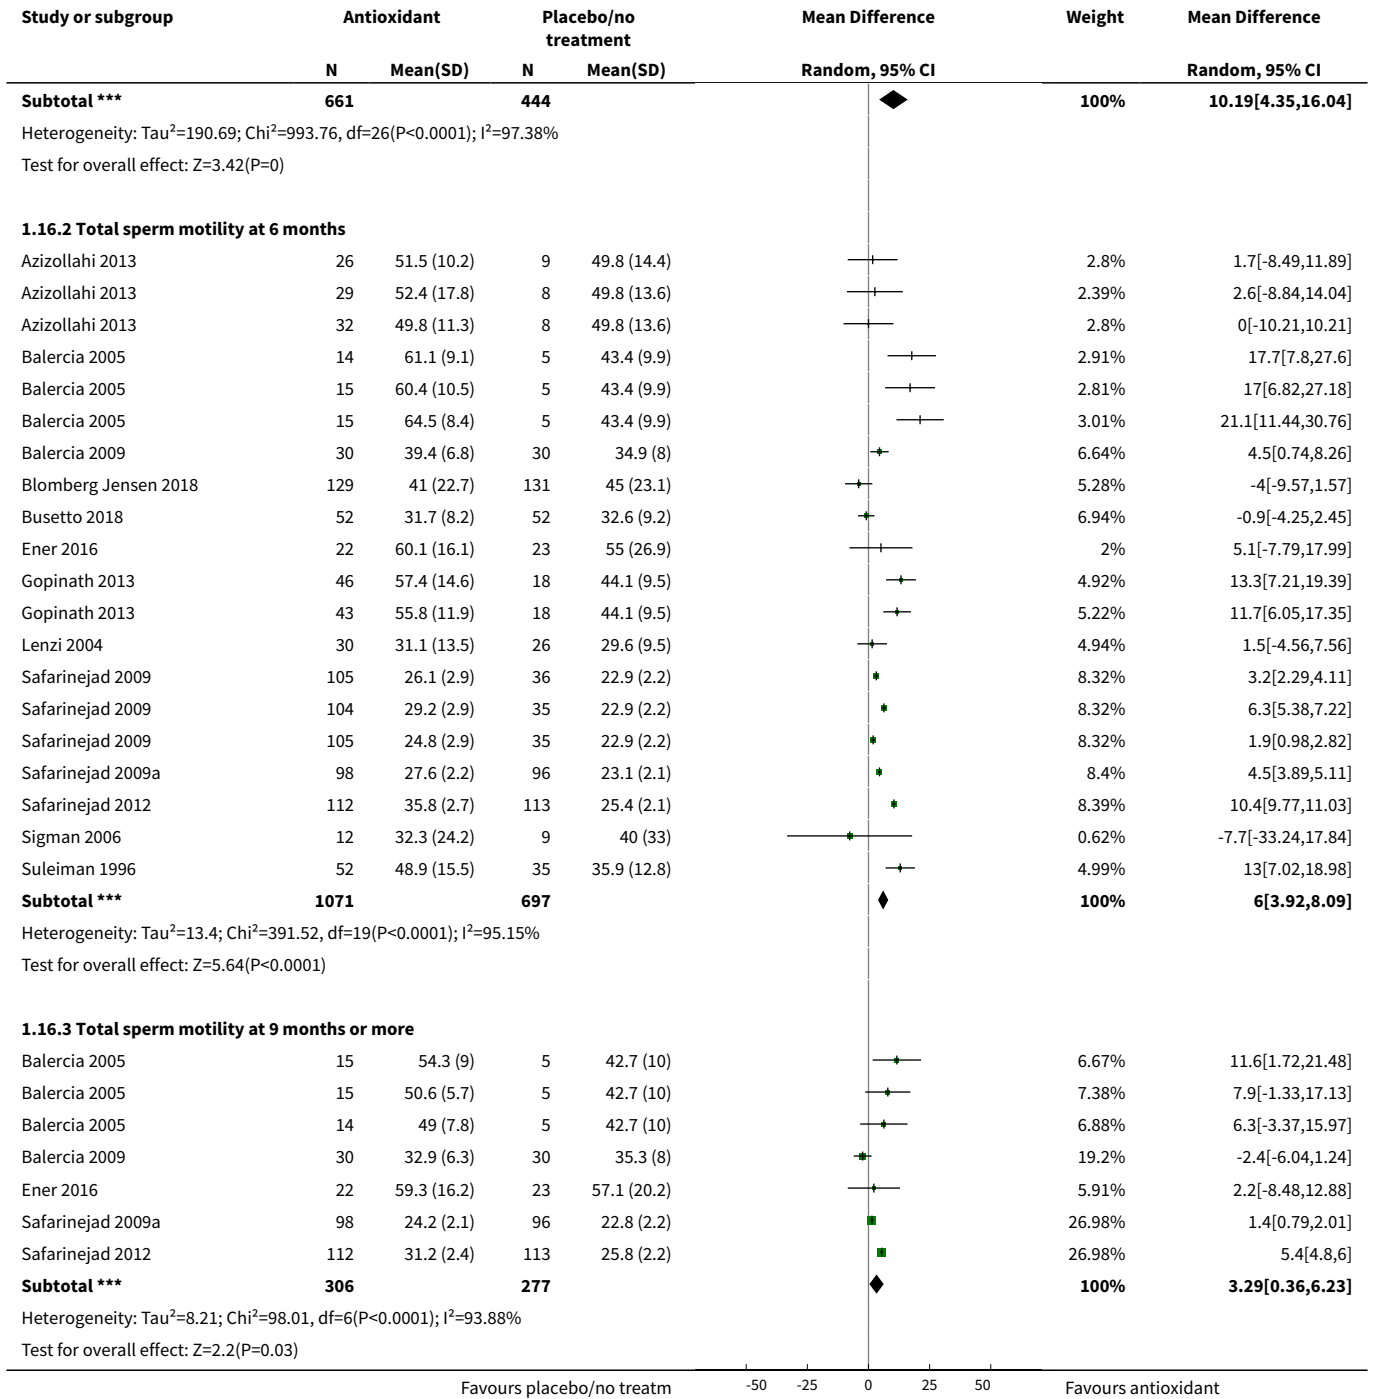 Study or subgroup Antioxidant Placebo/no treatment Mean Difference Weight Mean Difference
N Mean(SD) N Mean(SD) Random, 95% CI Random, 95% CI
Subtotal *** 661 444 100% 10.19[4.35,16.04]
Heterogeneity: Tau²=190.69; Chi²=993.76, df=26(P<0.0001); I²=97.38%
Test for overall effect: Z=3.42(P=0)
1.16.2 Total sperm motility at 6 months
Azizollahi 2013 26 51.5 (10.2) 9 49.8 (14.4) 2.8% 1.7[-8.49,11.89]
Azizollahi 2013 29 52.4 (17.8) 8 49.8 (13.6) 2.39% 2.6[-8.84,14.04]
Azizollahi 2013 32 49.8 (11.3) 8 49.8 (13.6) 2.8% 0[-10.21,10.21]
Balercia 2005 14 61.1 (9.1) 5 43.4 (9.9) 2.91% 17.7[7.8,27.6]
Balercia 2005 15 60.4 (10.5) 5 43.4 (9.9) 2.81% 17[6.82,27.18]
Balercia 2005 15 64.5 (8.4) 5 43.4 (9.9) 3.01% 21.1[11.44,30.76]
Balercia 2009 30 39.4 (6.8) 30 34.9 (8) 6.64% 4.5[0.74,8.26]
Blomberg Jensen 2018 129 41 (22.7) 131 45 (23.1) 5.28% -4[-9.57,1.57]
Busetto 2018 52 31.7 (8.2) 52 32.6 (9.2) 6.94% -0.9[-4.25,2.45]
Ener 2016 22 60.1 (16.1) 23 55 (26.9) 2% 5.1[-7.79,17.99]
Gopinath 2013 46 57.4 (14.6) 18 44.1 (9.5) 4.92% 13.3[7.21,19.39]
Gopinath 2013 43 55.8 (11.9) 18 44.1 (9.5) 5.22% 11.7[6.05,17.35]
Lenzi 2004 30 31.1 (13.5) 26 29.6 (9.5) 4.94% 1.5[-4.56,7.56]
Safarinejad 2009 105 26.1 (2.9) 36 22.9 (2.2) 8.32% 3.2[2.29,4.11]
Safarinejad 2009 104 29.2 (2.9) 35 22.9 (2.2) 8.32% 6.3[5.38,7.22]
Safarinejad 2009 105 24.8 (2.9) 35 22.9 (2.2) 8.32% 1.9[0.98,2.82]
Safarinejad 2009a 98 27.6 (2.2) 96 23.1 (2.1) 8.4% 4.5[3.89,5.11]
Safarinejad 2012 112 35.8 (2.7) 113 25.4 (2.1) 8.39% 10.4[9.77,11.03]
Sigman 2006 12 32.3 (24.2) 9 40 (33) 0.62% -7.7[-33.24,17.84]
Suleiman 1996 52 48.9 (15.5) 35 35.9 (12.8) 4.99% 13[7.02,18.98]
Subtotal *** 1071 697 100% 6[3.92,8.09]
Heterogeneity: Tau²=13.4; Chi²=391.52, df=19(P<0.0001); I²=95.15%
Test for overall effect: Z=5.64(P<0.0001)
1.16.3 Total sperm motility at 9 months or more
Balercia 2005 15 54.3 (9) 5 42.7 (10) 6.67% 11.6[1.72,21.48]
Balercia 2005 15 50.6 (5.7) 5 42.7 (10) 7.38% 7.9[-1.33,17.13]
Balercia 2005 14 49 (7.8) 5 42.7 (10) 6.88% 6.3[-3.37,15.97]
Balercia 2009 30 32.9 (6.3) 30 35.3 (8) 19.2% -2.4[-6.04,1.24]
Ener 2016 22 59.3 (16.2) 23 57.1 (20.2) 5.91% 2.2[-8.48,12.88]
Safarinejad 2009a 98 24.2 (2.1) 96 22.8 (2.2) 26.98% 1.4[0.79,2.01]
Safarinejad 2012 112 31.2 (2.4) 113 25.8 (2.2) 26.98% 5.4[4.8,6]
Subtotal *** 306 277 100% 3.29[0.36,6.23]
Heterogeneity: Tau²=8.21; Chi²=98.01, df=6(P<0.0001); I²=93.88%
Test for overall effect: Z=2.2(P=0.03)
Favours placebo/no treatm -50 -25 0 25 50 Favours antioxidant